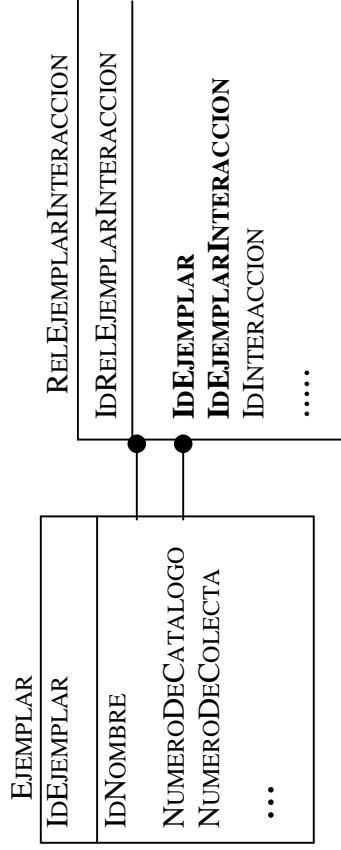 EJEMPLAR
IDEJEMPLAR
IDNOMBRE
NUMERODECATALOGO
NUMERODECOLECTA
...
RELEJEMPLARINTERACCION
IDRELEJEMPLARINTERACCION
IDEJEMPLAR
IDEJEMPLARINTERACCION
IDINTERACCION
.....